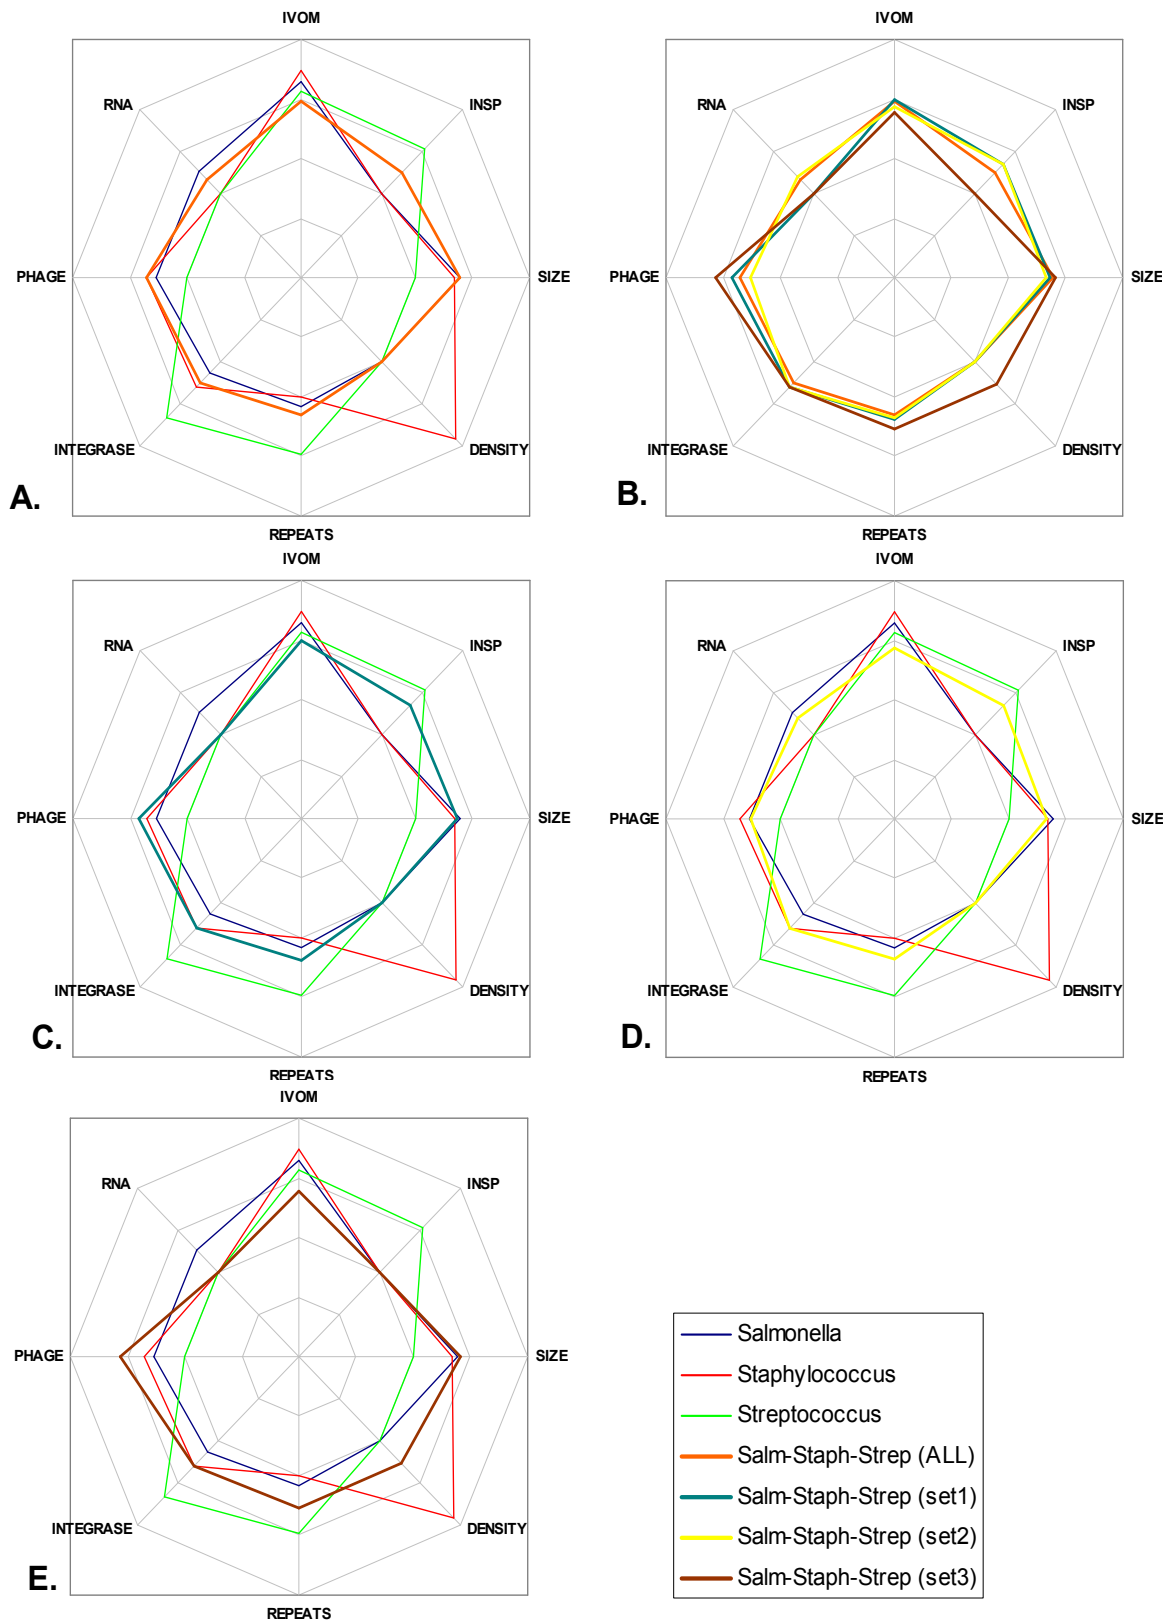 IVOM
IVOM
RNA
INSP
RNA
INSP
PHAGE
SIZE
PHAGE
SIZE
INTEGRASE
DENSITY
INTEGRASE
DENSITY
A.
B.
REPEATS
REPEATS
IVOM
IVOM
RNA
INSP
RNA
INSP
PHAGE
SIZE
PHAGE
SIZE
INTEGRASE
DENSITY
INTEGRASE
DENSITY
C.
D.
REPEATS
REPEATS
IVOM
RNA
INSP
PHAGE
SIZE
INTEGRASE
DENSITY
E.
REPEATS
Salmonella
Staphylococcus
Streptococcus
Salm-Staph-Strep (ALL)
Salm-Staph-Strep (set1)
Salm-Staph-Strep (set2)
Salm-Staph-Strep (set3)